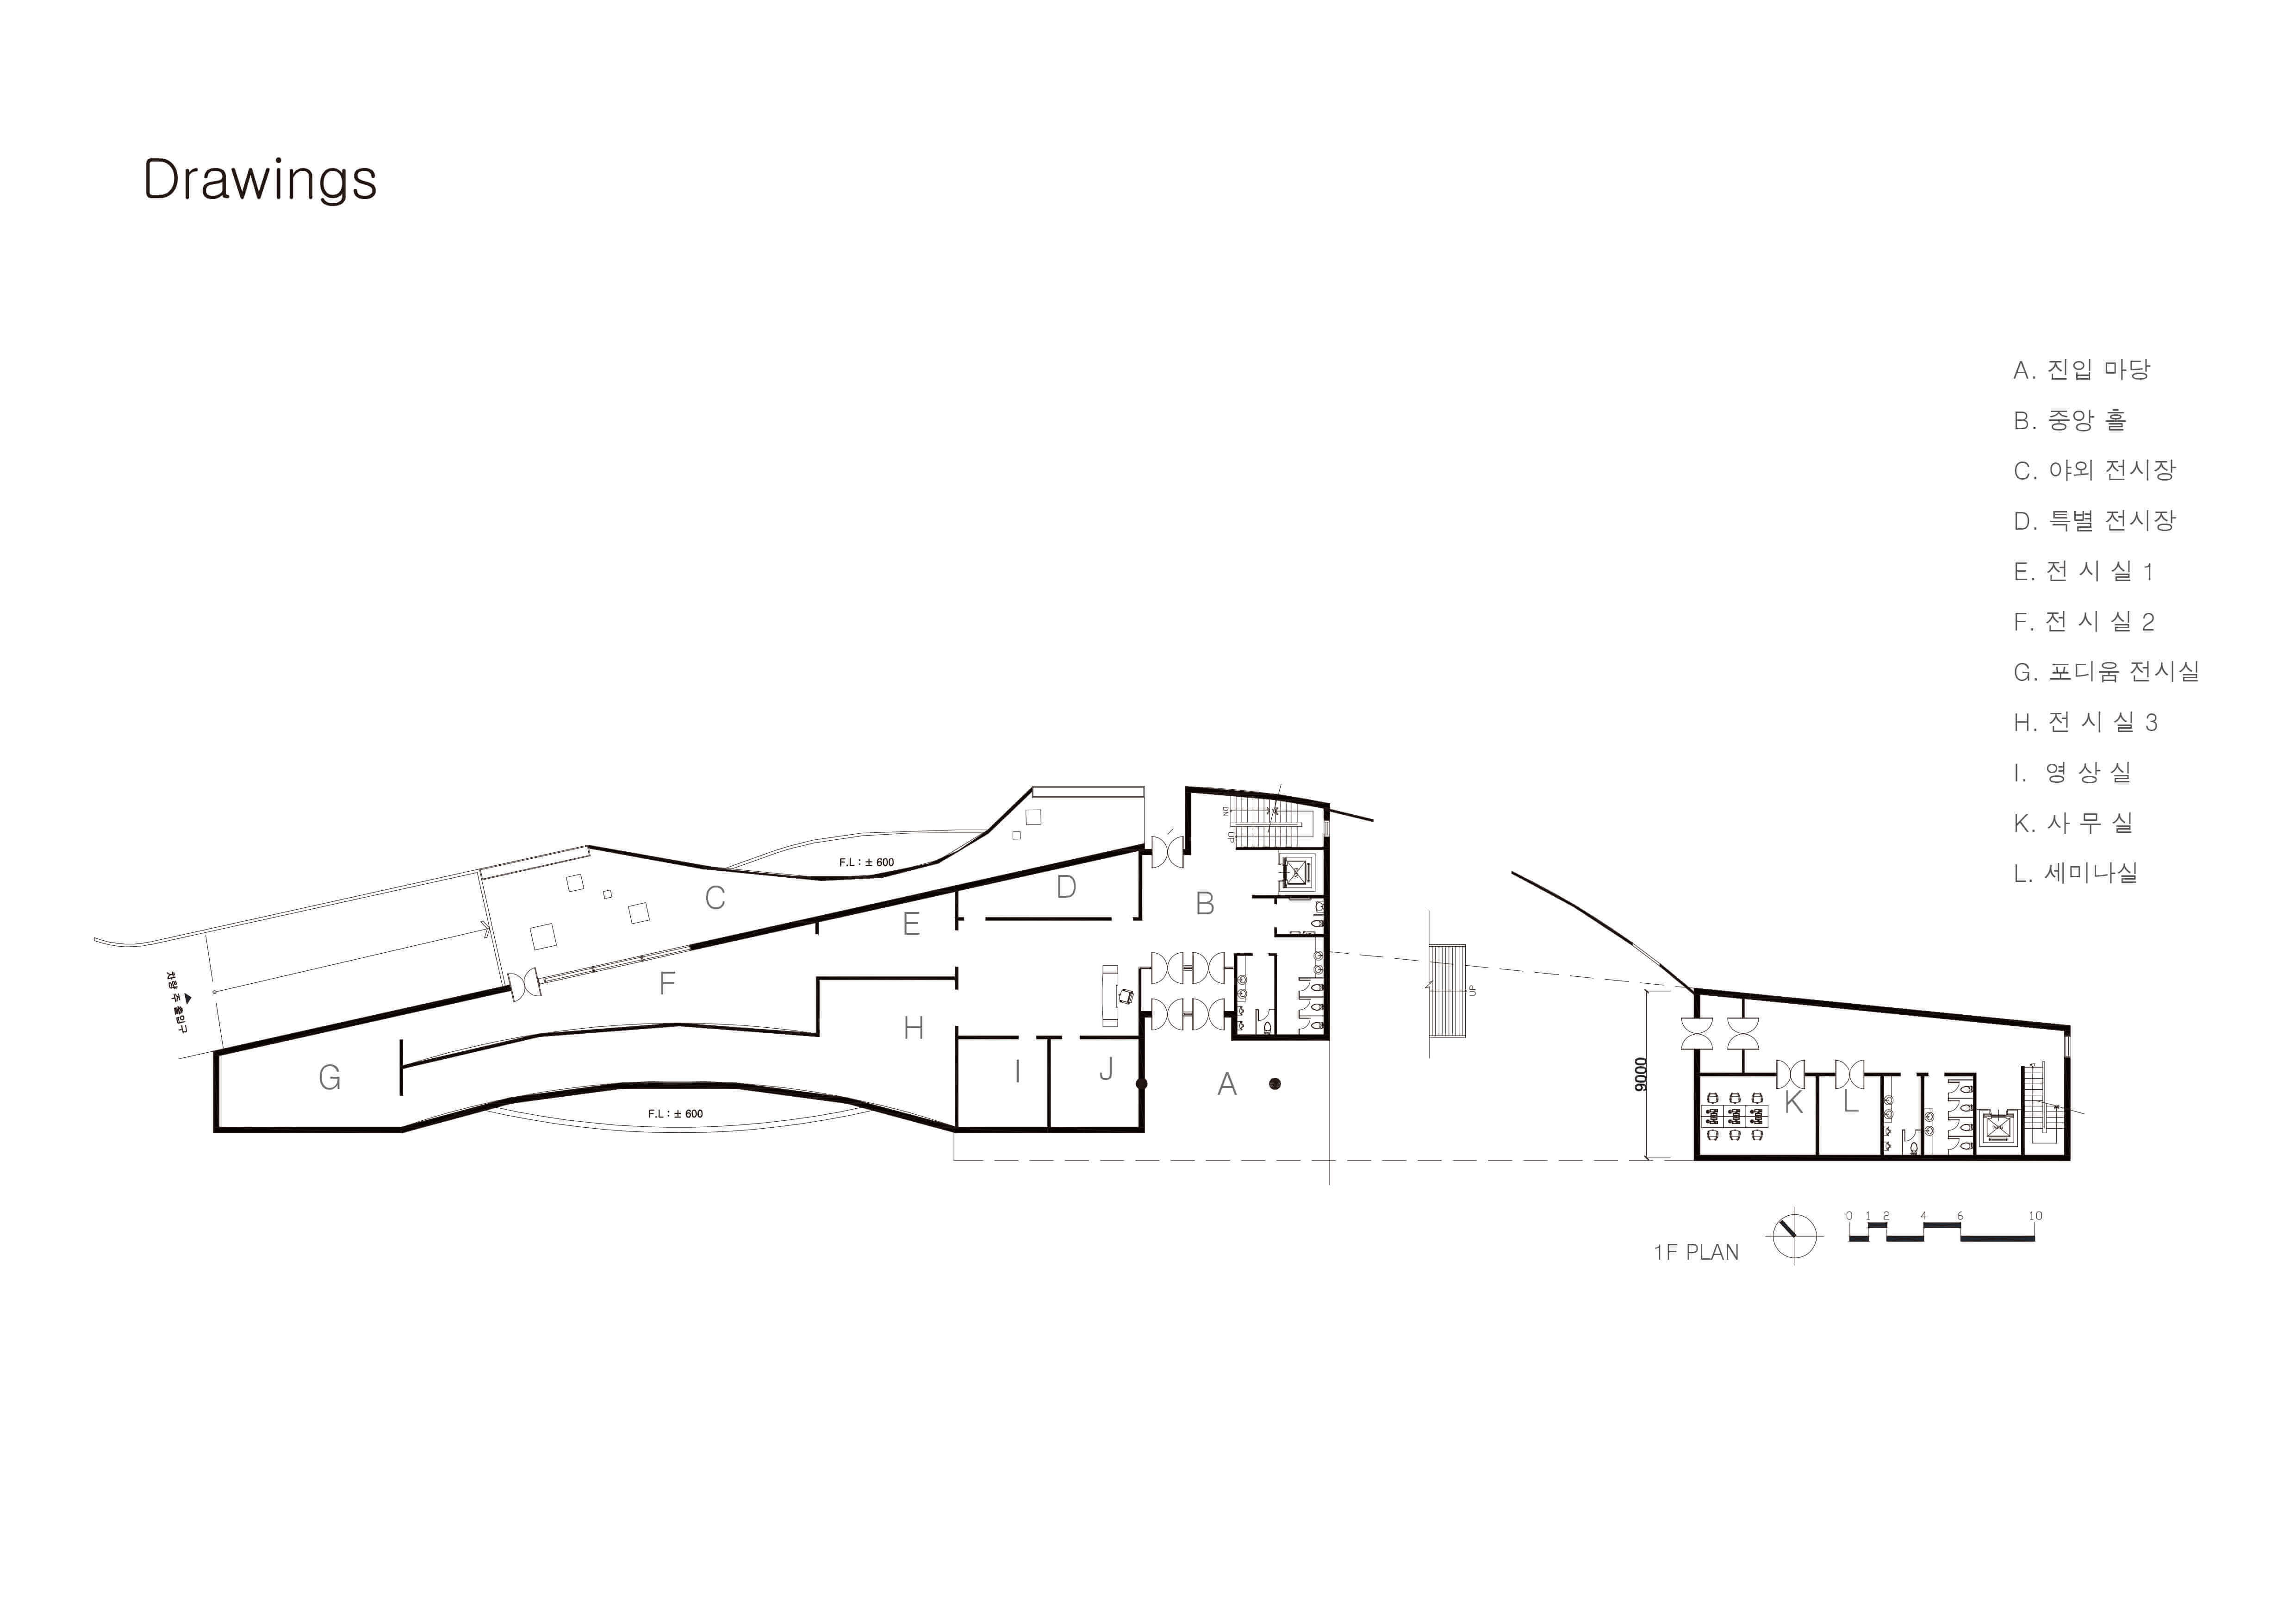 Drawings
A. 진입 마당
B. 중앙 홀
C. 야외 전시장
D. 특별 전시장
E. 전 시 실 1
F. 전 시 실 2
G. 포디움 전시실
H. 전 시 실 3
I. 영 상 실
K. 사 무 실
L. 세미나실
DN
UP
F.L : ± 600
C
D
B
E
F
차량 주 출입구
H
UP
G
I
J
A
F.L : ± 600
9000
K
L
1F PLAN
0 1 2 4 6 10